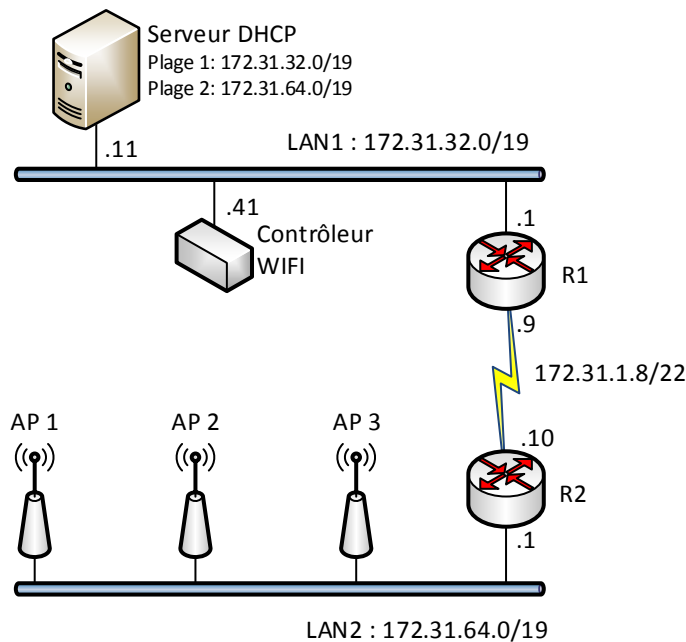 Serveur DHCP
Plage 1: 172.31.32.0/19
Plage 2: 172.31.64.0/19
.11
LAN1 : 172.31.32.0/19
.41
Contrôleur
WIFI
.1
R1
.9
172.31.1.8/22
AP 1
AP 2
AP 3
.10
R2
.1
LAN2 : 172.31.64.0/19